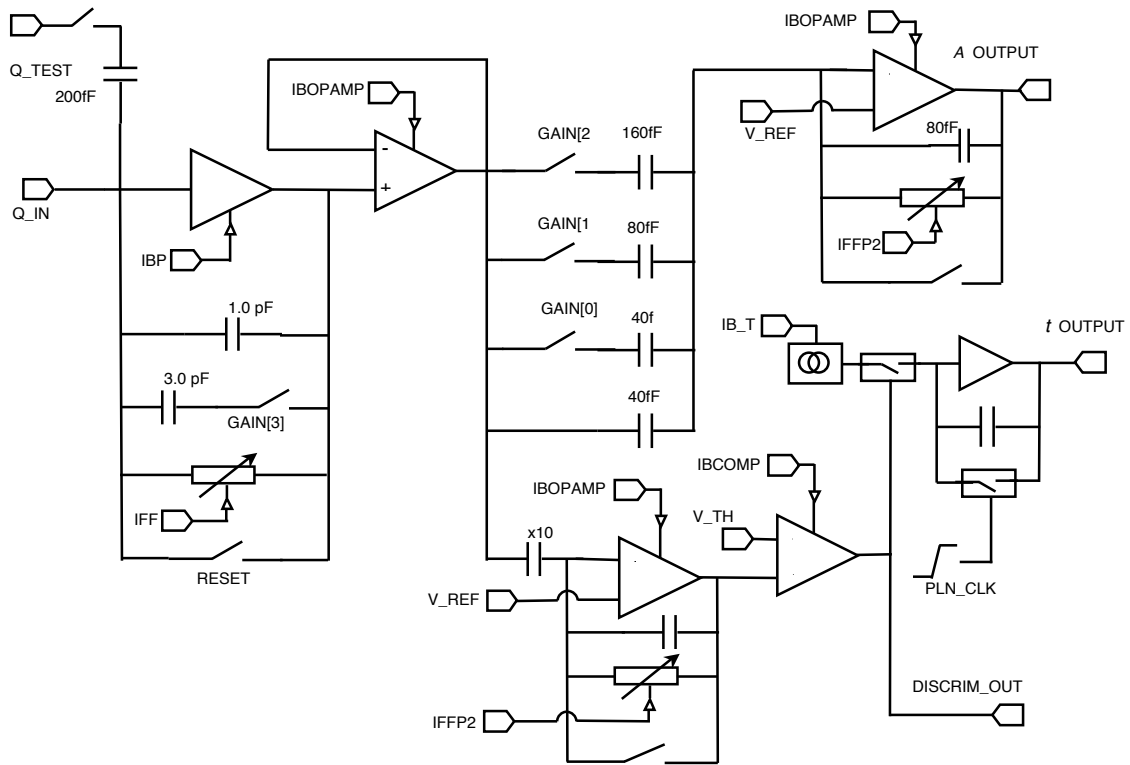 IBOPAMP
A OUTPUT
Q_TEST
200fF
IBOPAMP
GAIN[2
160fF
V_REF
80fF
Q_IN
GAIN[1
80fF
IBP
-
+
IFFP2
1.0 pF
GAIN[0]
40f
IB_T
t OUTPUT
3.0 pF
GAIN[3]
40fF
IBCOMP
IBOPAMP
IFF
V_TH
x10
RESET
V_REF
PLN_CLK
DISCRIM_OUT
IFFP2